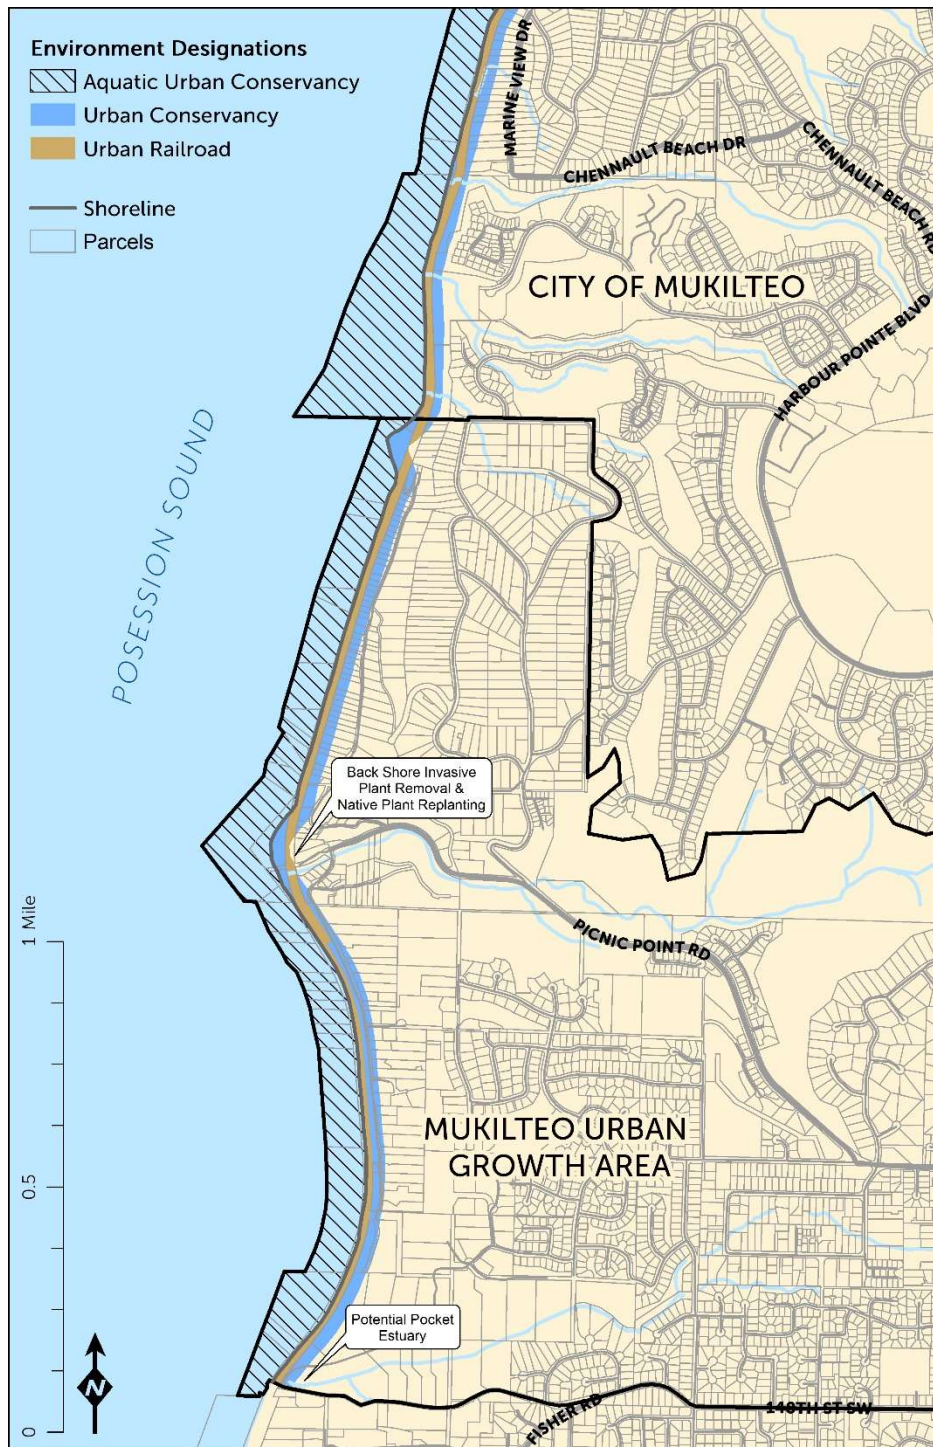 Environment Designations
Aquatic Urban Conservancy
Urban Conservancy
Urban Railroad
Shoreline
Parcels
MARINE VIEW DR
CHENNAULT BEACH DR
CHENNAULT BEACH RD
CITY OF MUKILTEO
HARBOUR POINTE BLVD
POSESSION SOUND
Back Shore Invasive
Plant Removal &
Native Plant Replanting
1 Mile
PICNIC POINT RD
MUKILTEO URBAN
GROWTH AREA
0.5
Potential Pocket
Estuary
N
0
FISHER RD
148TH ST SW